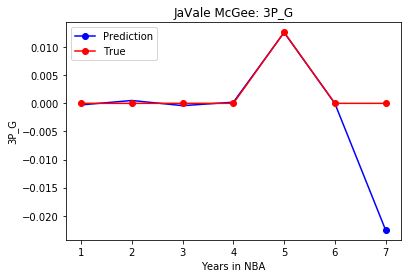 JaVale McGee: 3P_G
Prediction
True
0.010
0.005
0.000
−0.005
−0.010
−0.015
−0.020
3P_G
1 2 3 4 5 6 7
Years in NBA